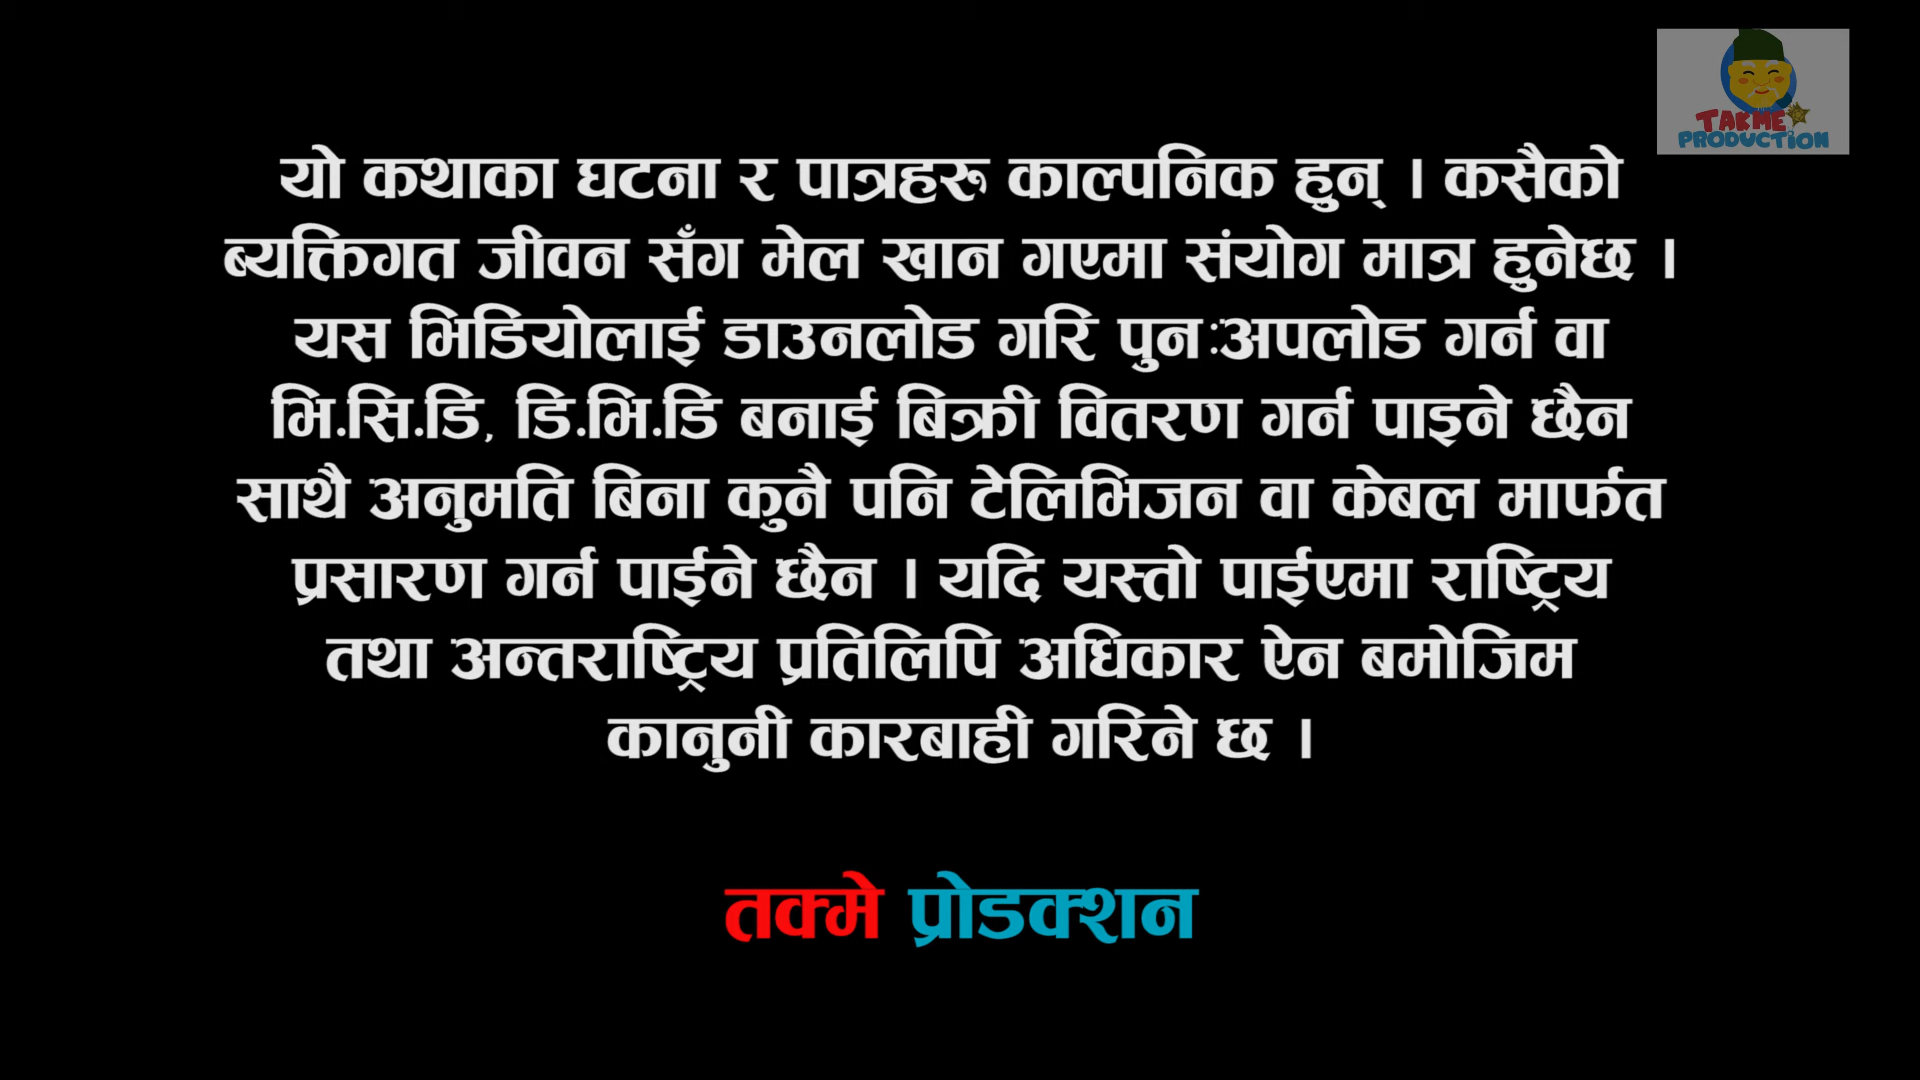 TAKME
PRODUCTION
यो कथाका घटना र पात्रहरू काल्पनिक हुन् । कसैको
ब्यक्तिगत जीवन सँग मेल खान गएमा संयोग मात्र हुनेछ ।
यस भिडियोलाई डाउनलोड गरि पुनःअपलोड गर्न वा
भि.सि.डि, डि.भि.डि बनाई बिक्री वितरण गर्न पाइने छैन
साथै अनुमति बिना कुनै पनि टेलिभिजन वा केबल मार्फत
प्रसारण गर्न पाईने छैन । यदि यस्तो पाईएमा राष्ट्रिय
तथा अन्तराष्ट्रिय प्रतिलिपि अधिकार ऐन बमोजिम
कानुनी कारबाही गरिने छ ।
तक्मे प्रोडक्शन